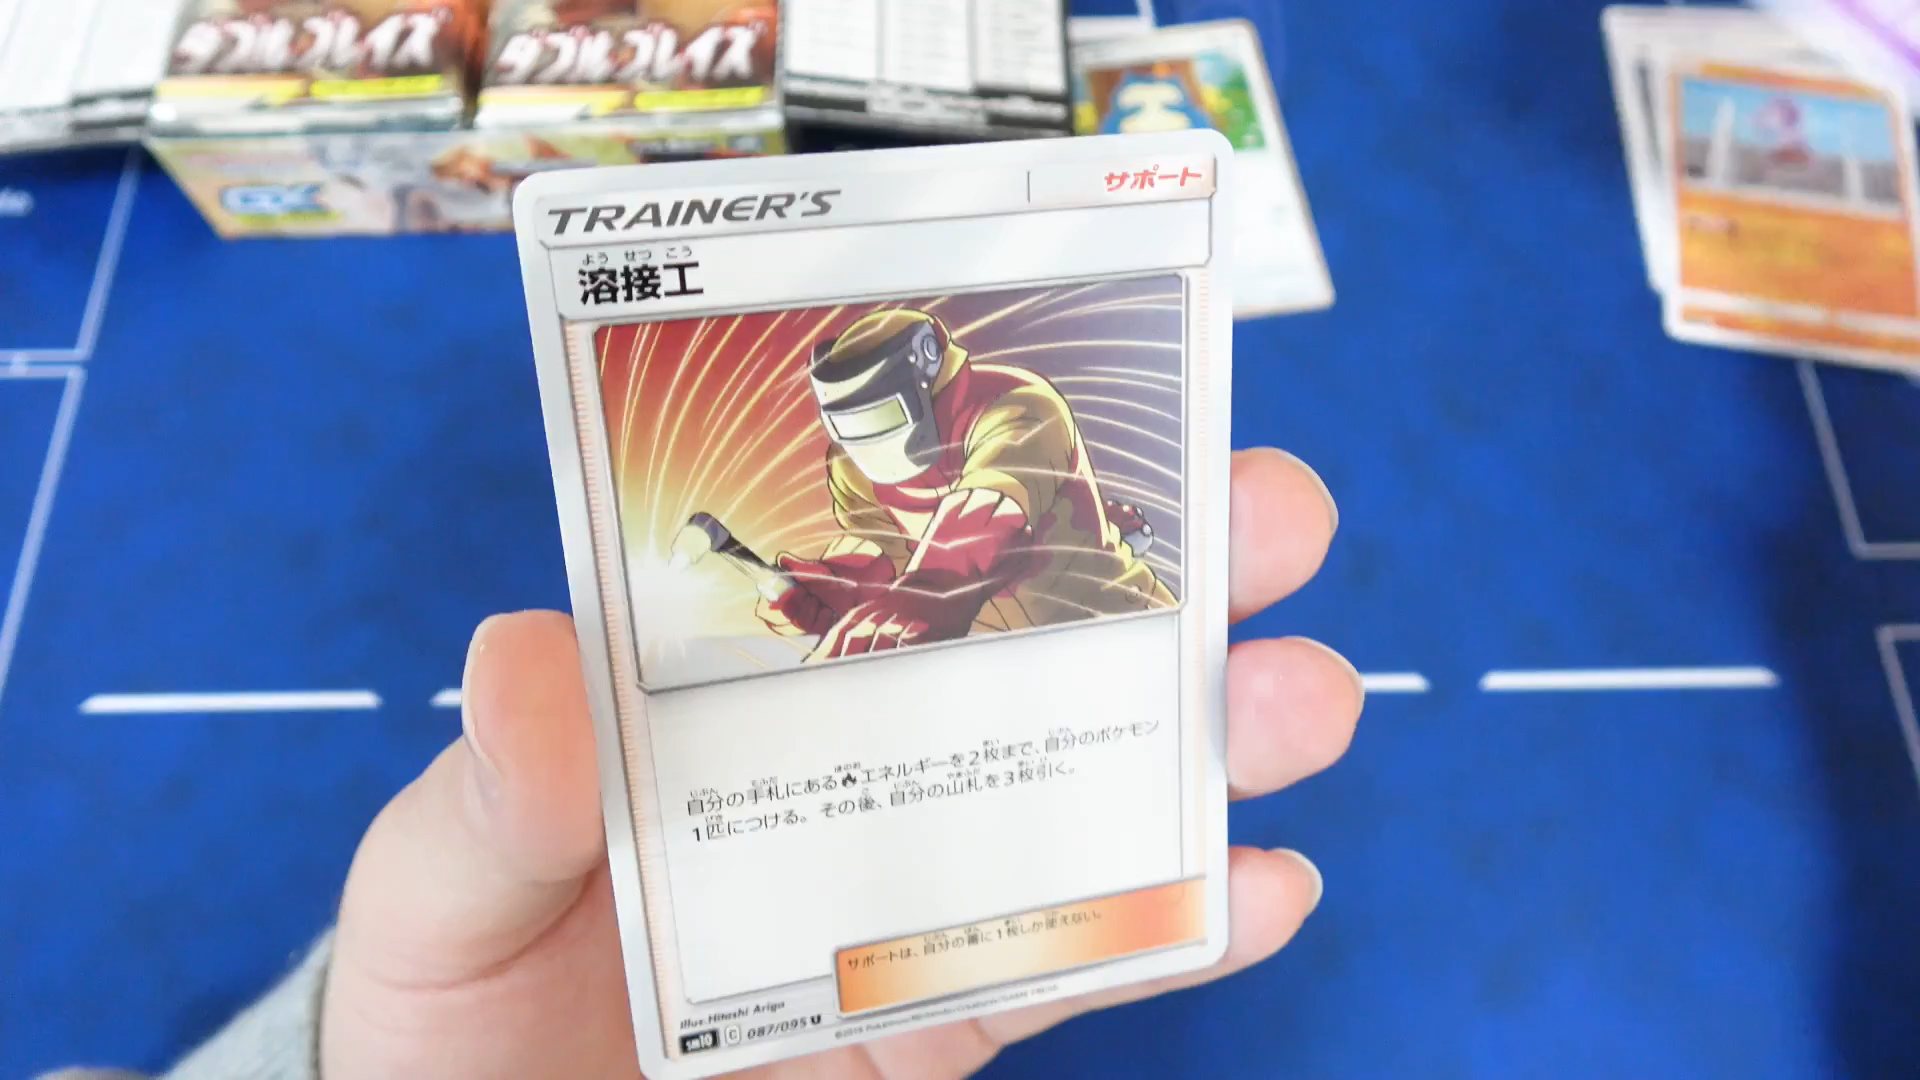 ダブルブレイズ
ダブルブレイズ
GX
TRAINER'S
サポート
よう せつ こう
溶接工
自分の手札にある エネルギーを2枚まで、自分のポケモン
1匹につける。その後、自分の山札を3枚引く。
サポートは、自分の番に1枚しか使えない。
Illus.Hitoshi Ariga
sm10 C 087/095 U